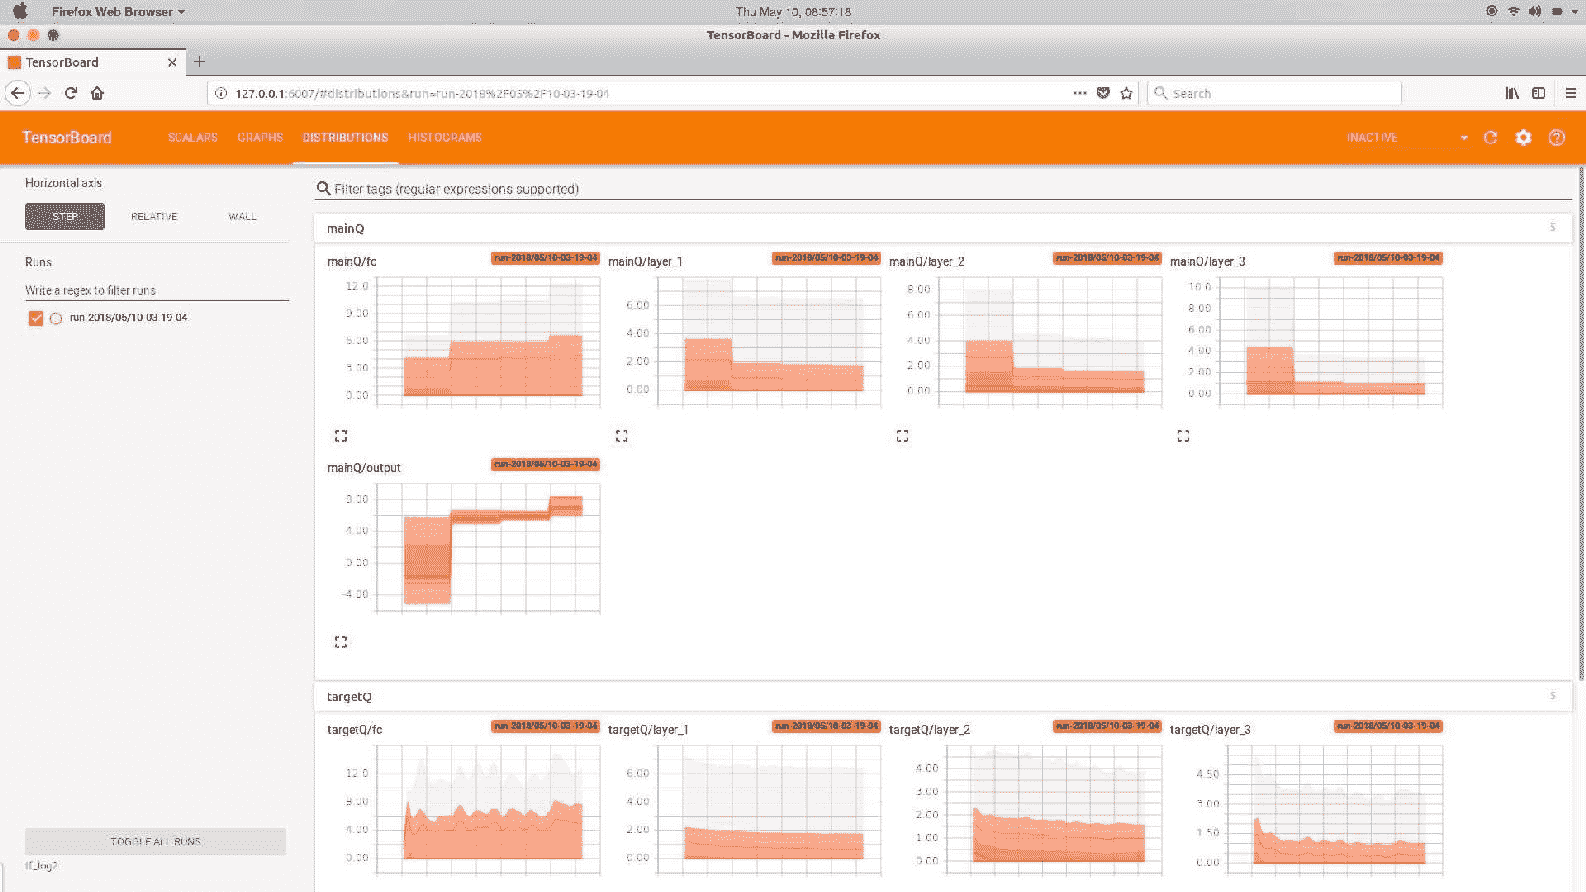 Firefox Web Browser
Thu May 10, 08:57:18
TensorBoard - Mozilla Firefox
TensorBoard
127.0.0.1:6007/#distributions&run=run-2018%2F05%2F10-03-19-04
Search
TensorBoard SCALARS GRAPHS DISTRIBUTIONS HISTOGRAMS INACTIVE
Horizontal axis
STEP RELATIVE WALL
Runs
Write a regex to filter runs
run-2018/05/10-03-19-04
TOGGLE ALL RUNS
tf_log2
Filter tags (regular expressions supported)
mainQ 5
mainQ/fc run-2018/05/10-03-19-04
12.0
9.00
6.00
3.00
0.00
mainQ/layer_1 run-2018/05/10-03-19-04
6.00
4.00
2.00
0.00
mainQ/layer_2 run-2018/05/10-03-19-04
8.00
6.00
4.00
2.00
0.00
mainQ/layer_3 run-2018/05/10-03-19-04
10.0
8.00
6.00
4.00
2.00
0.00
mainQ/output run-2018/05/10-03-19-04
8.00
4.00
0.00
-4.00
targetQ 5
targetQ/fc run-2018/05/10-03-19-04
12.0
8.00
4.00
0.00
targetQ/layer_1 run-2018/05/10-03-19-04
6.00
4.00
2.00
0.00
targetQ/layer_2 run-2018/05/10-03-19-04
4.00
3.00
2.00
1.00
0.00
targetQ/layer_3 run-2018/05/10-03-19-04
4.50
3.00
1.50
0.00